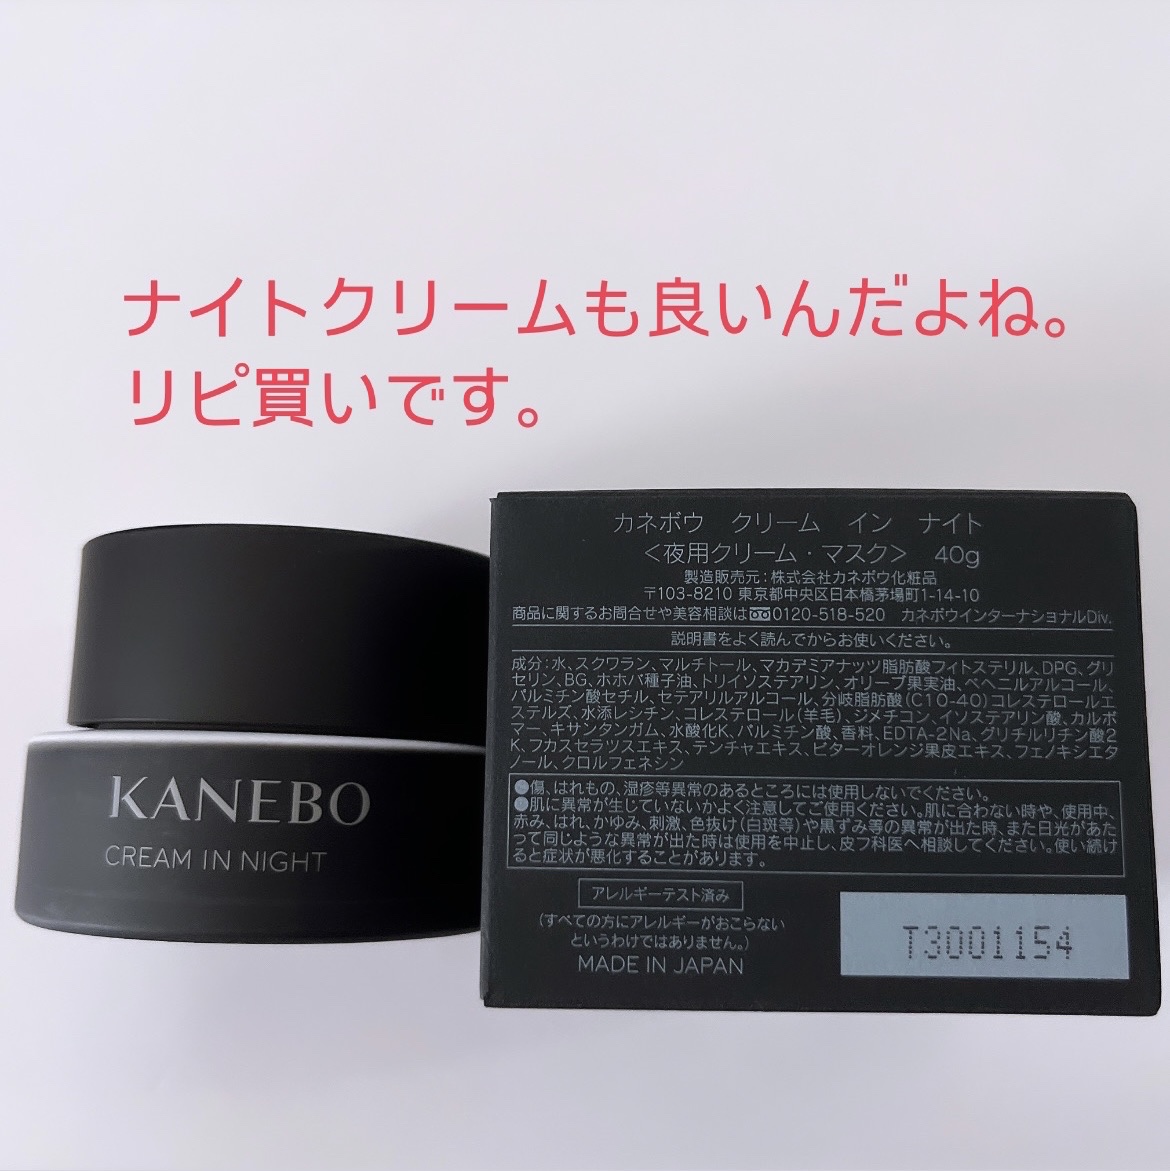 ナイトクリームも良いんだよね。
リピ買いです。
KANEBO
CREAM IN NIGHT
カネボウ クリーム イン ナイト
<夜用クリーム・マスク> 40g
製造販売元:株式会社カネボウ化粧品
〒103-8210 東京都中央区日本橋茅場町1-14-10
商品に関するお問合せや美容相談は0120-518-520 カネボウインターナショナルDiv.
説明書をよく読んでからお使いください。
成分:水、スクワラン、マルチトール、マカデミアナッツ脂肪酸フィトステリル、DPG、グリ
セリン、BG、ホホバ種子油、トリイソステアリン、オリーブ果実油、ベヘニルアルコール、
パルミチン酸セチル、セテアリルアルコール、分岐脂肪酸(C10-40)コレステロールエ
ステルズ、水添レシチン、コレステロール(羊毛)、ジメチコン、イソステアリン酸、カルボ
マー、キサンタンガム、水酸化K、パルミチン酸、香料、EDTA-2Na、グリチルリチン酸2
K、フカスセラツスエキス、テンチャエキス、ビターオレンジ果皮エキス、フェノキシエタ
ノール、クロルフェネシン
●傷、はれもの、湿疹等異常のあるところには使用しないでください。
●肌に異常が生じていないかよく注意してご使用ください。肌に合わない時や、使用中、
赤み、はれ、かゆみ、刺激、色抜け(白斑等)や黒ずみ等の異常が出た時、また日光があた
って同じような異常が出た時は使用を中止し、皮フ科医へ相談してください。使い続け
ると症状が悪化することがあります。
アレルギーテスト済み
(すべての方にアレルギーがおこらない
というわけではありません。)
MADE IN JAPAN
T3001154